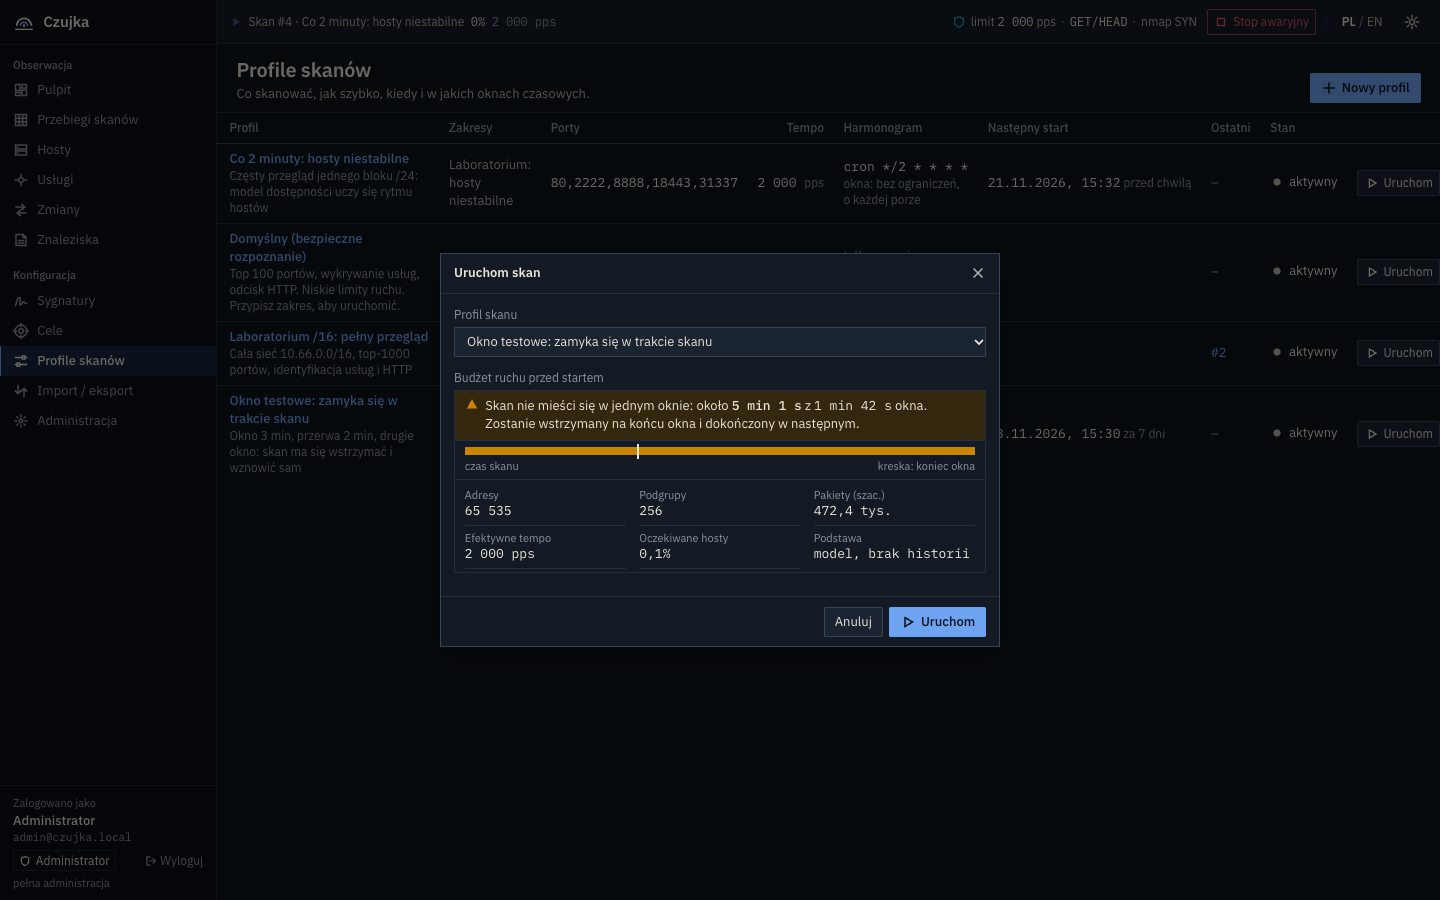 Czujka
Skan #4 · Co 2 minuty: hosty niestabilne 0% 2 000 pps
limit 2 000 pps · GET/HEAD · nmap SYN
Stop awaryjny
PL / EN
Obserwacja
Pulpit
Przebiegi skanów
Hosty
Usługi
Zmiany
Znaleziska
Konfiguracja
Sygnatury
Cele
Profile skanów
Import / eksport
Administracja
Zalogowano jako
Administrator
admin@czujka.local
Administrator
Wyloguj
pełna administracja
Profile skanów
Co skanować, jak szybko, kiedy i w jakich oknach czasowych.
Nowy profil
Profil Zakresy Porty Tempo Harmonogram Następny start Ostatni Stan
Co 2 minuty: hosty niestabilne
Częsty przegląd jednego bloku /24:
model dostępności uczy się rytmu
hostów
Laboratorium:
hosty
niestabilne
80,2222,8888,18443,31337
2 000 pps
cron */2 * * * *
okna: bez ograniczeń,
o każdej porze
21.11.2026, 15:32 przed chwilą
–
aktywny
Uruchom
Domyślny (bezpieczne
rozpoznanie)
Top 100 portów, wykrywanie usług,
odcisk HTTP. Niskie limity ruchu.
Przypisz zakres, aby uruchomić.
–
aktywny
Uruchom
Laboratorium /16: pełny przegląd
Cała sieć 10.66.0.0/16, top-1000
portów, identyfikacja usług i HTTP
#2
aktywny
Uruchom
Okno testowe: zamyka się w
trakcie skanu
Okno 3 min, przerwa 2 min, drugie
okno: skan ma się wstrzymać i
wznowić sam
.11.2026, 15:30 za 7 dni
–
aktywny
Uruchom
Uruchom skan
Profil skanu
Okno testowe: zamyka się w trakcie skanu
Budżet ruchu przed startem
Skan nie mieści się w jednym oknie: około 5 min 1 s z 1 min 42 s okna.
Zostanie wstrzymany na końcu okna i dokończony w następnym.
czas skanu
kreska: koniec okna
Adresy
65 535
Podgrupy
256
Pakiety (szac.)
472,4 tys.
Efektywne tempo
2 000 pps
Oczekiwane hosty
0,1%
Podstawa
model, brak historii
Anuluj
Uruchom